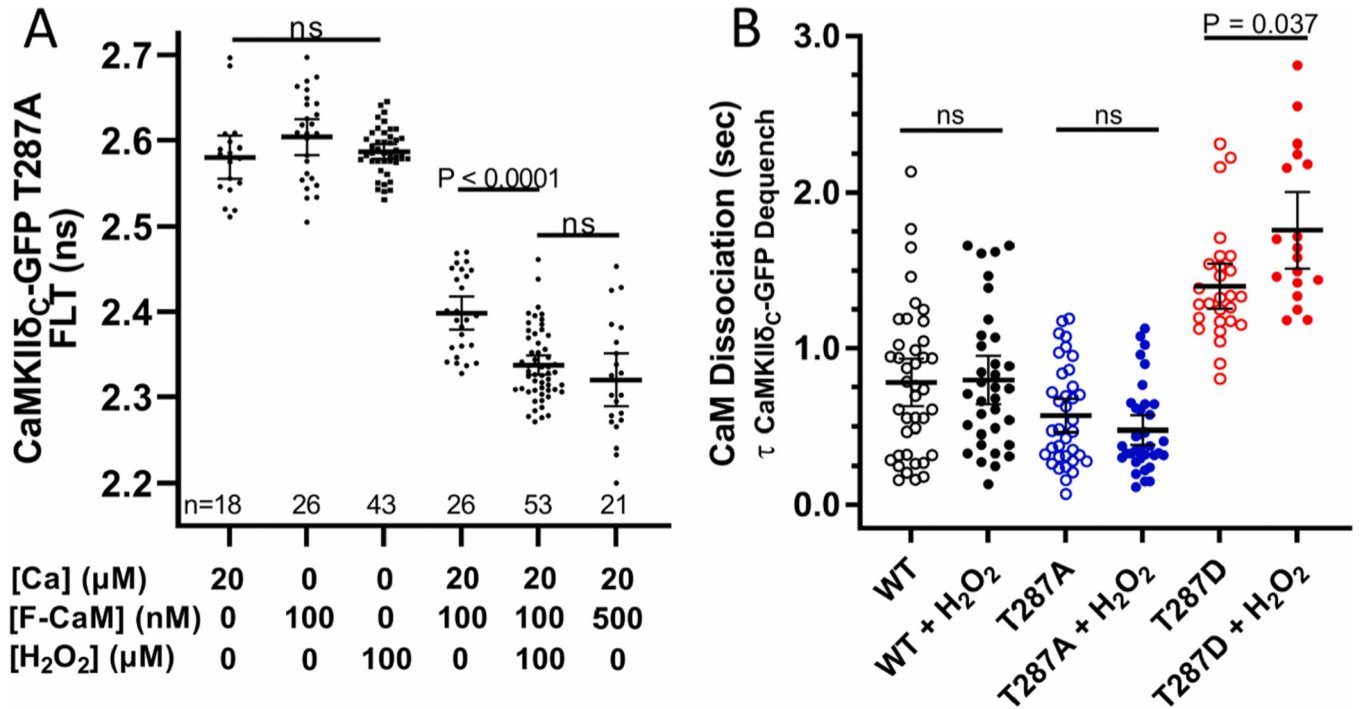 A
ns
2.7
2.6
2.5
2.4
2.3
2.2
CaMKIIδC-GFP T287A
FLT (ns)
P < 0.0001
ns
n=18 26 43 26 53 21
[Ca] (μM) 20 0 0 20 20 20
[F-CaM] (nM) 0 100 0 100 100 500
[H₂O₂] (μM) 0 0 100 0 100 0
B
P = 0.037
3.0
2.0
1.0
0.0
CaM Dissociation (sec)
τ CaMKIIδC-GFP Dequench
ns
ns
WT
WT + H₂O₂
T287A
T287A + H₂O₂
T287D
T287D + H₂O₂